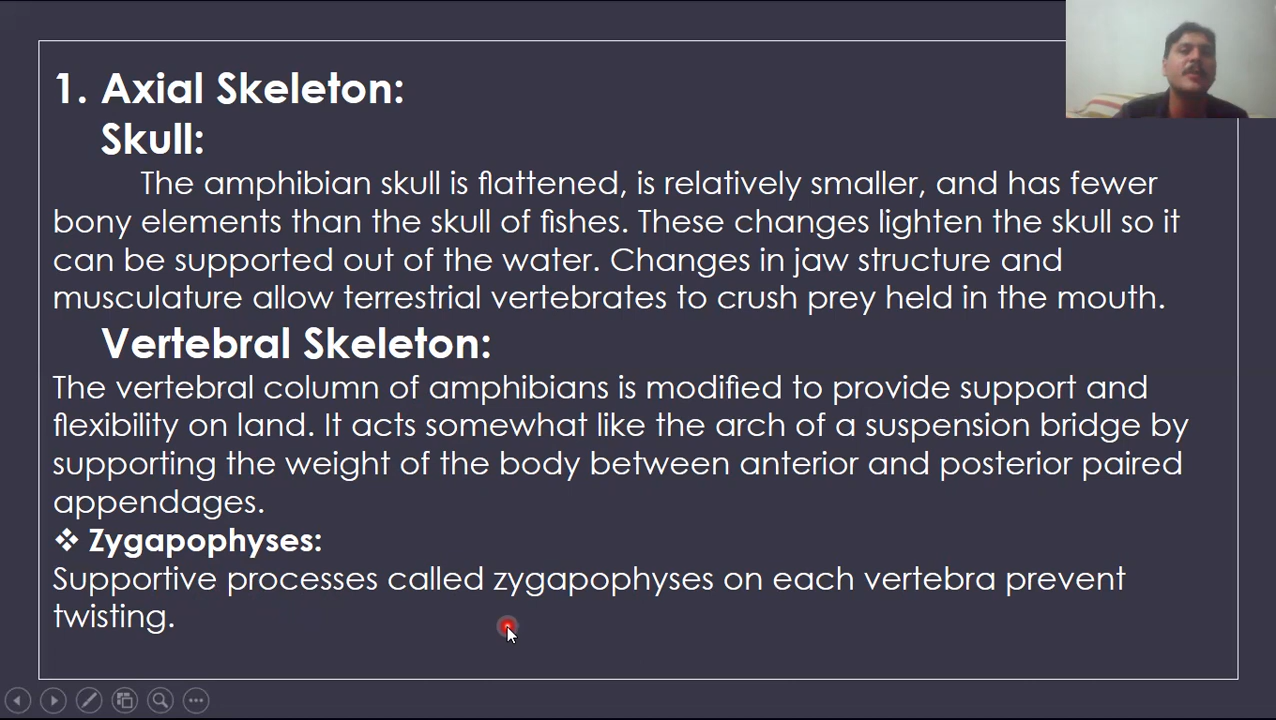 1. Axial Skeleton:
Skull:
The amphibian skull is flattened, is relatively smaller, and has fewer
bony elements than the skull of fishes. These changes lighten the skull so it
can be supported out of the water. Changes in jaw structure and
musculature allow terrestrial vertebrates to crush prey held in the mouth.
Vertebral Skeleton:
The vertebral column of amphibians is modified to provide support and
flexibility on land. It acts somewhat like the arch of a suspension bridge by
supporting the weight of the body between anterior and posterior paired
appendages.
❖ Zygapophyses:
Supportive processes called zygapophyses on each vertebra prevent
twisting.